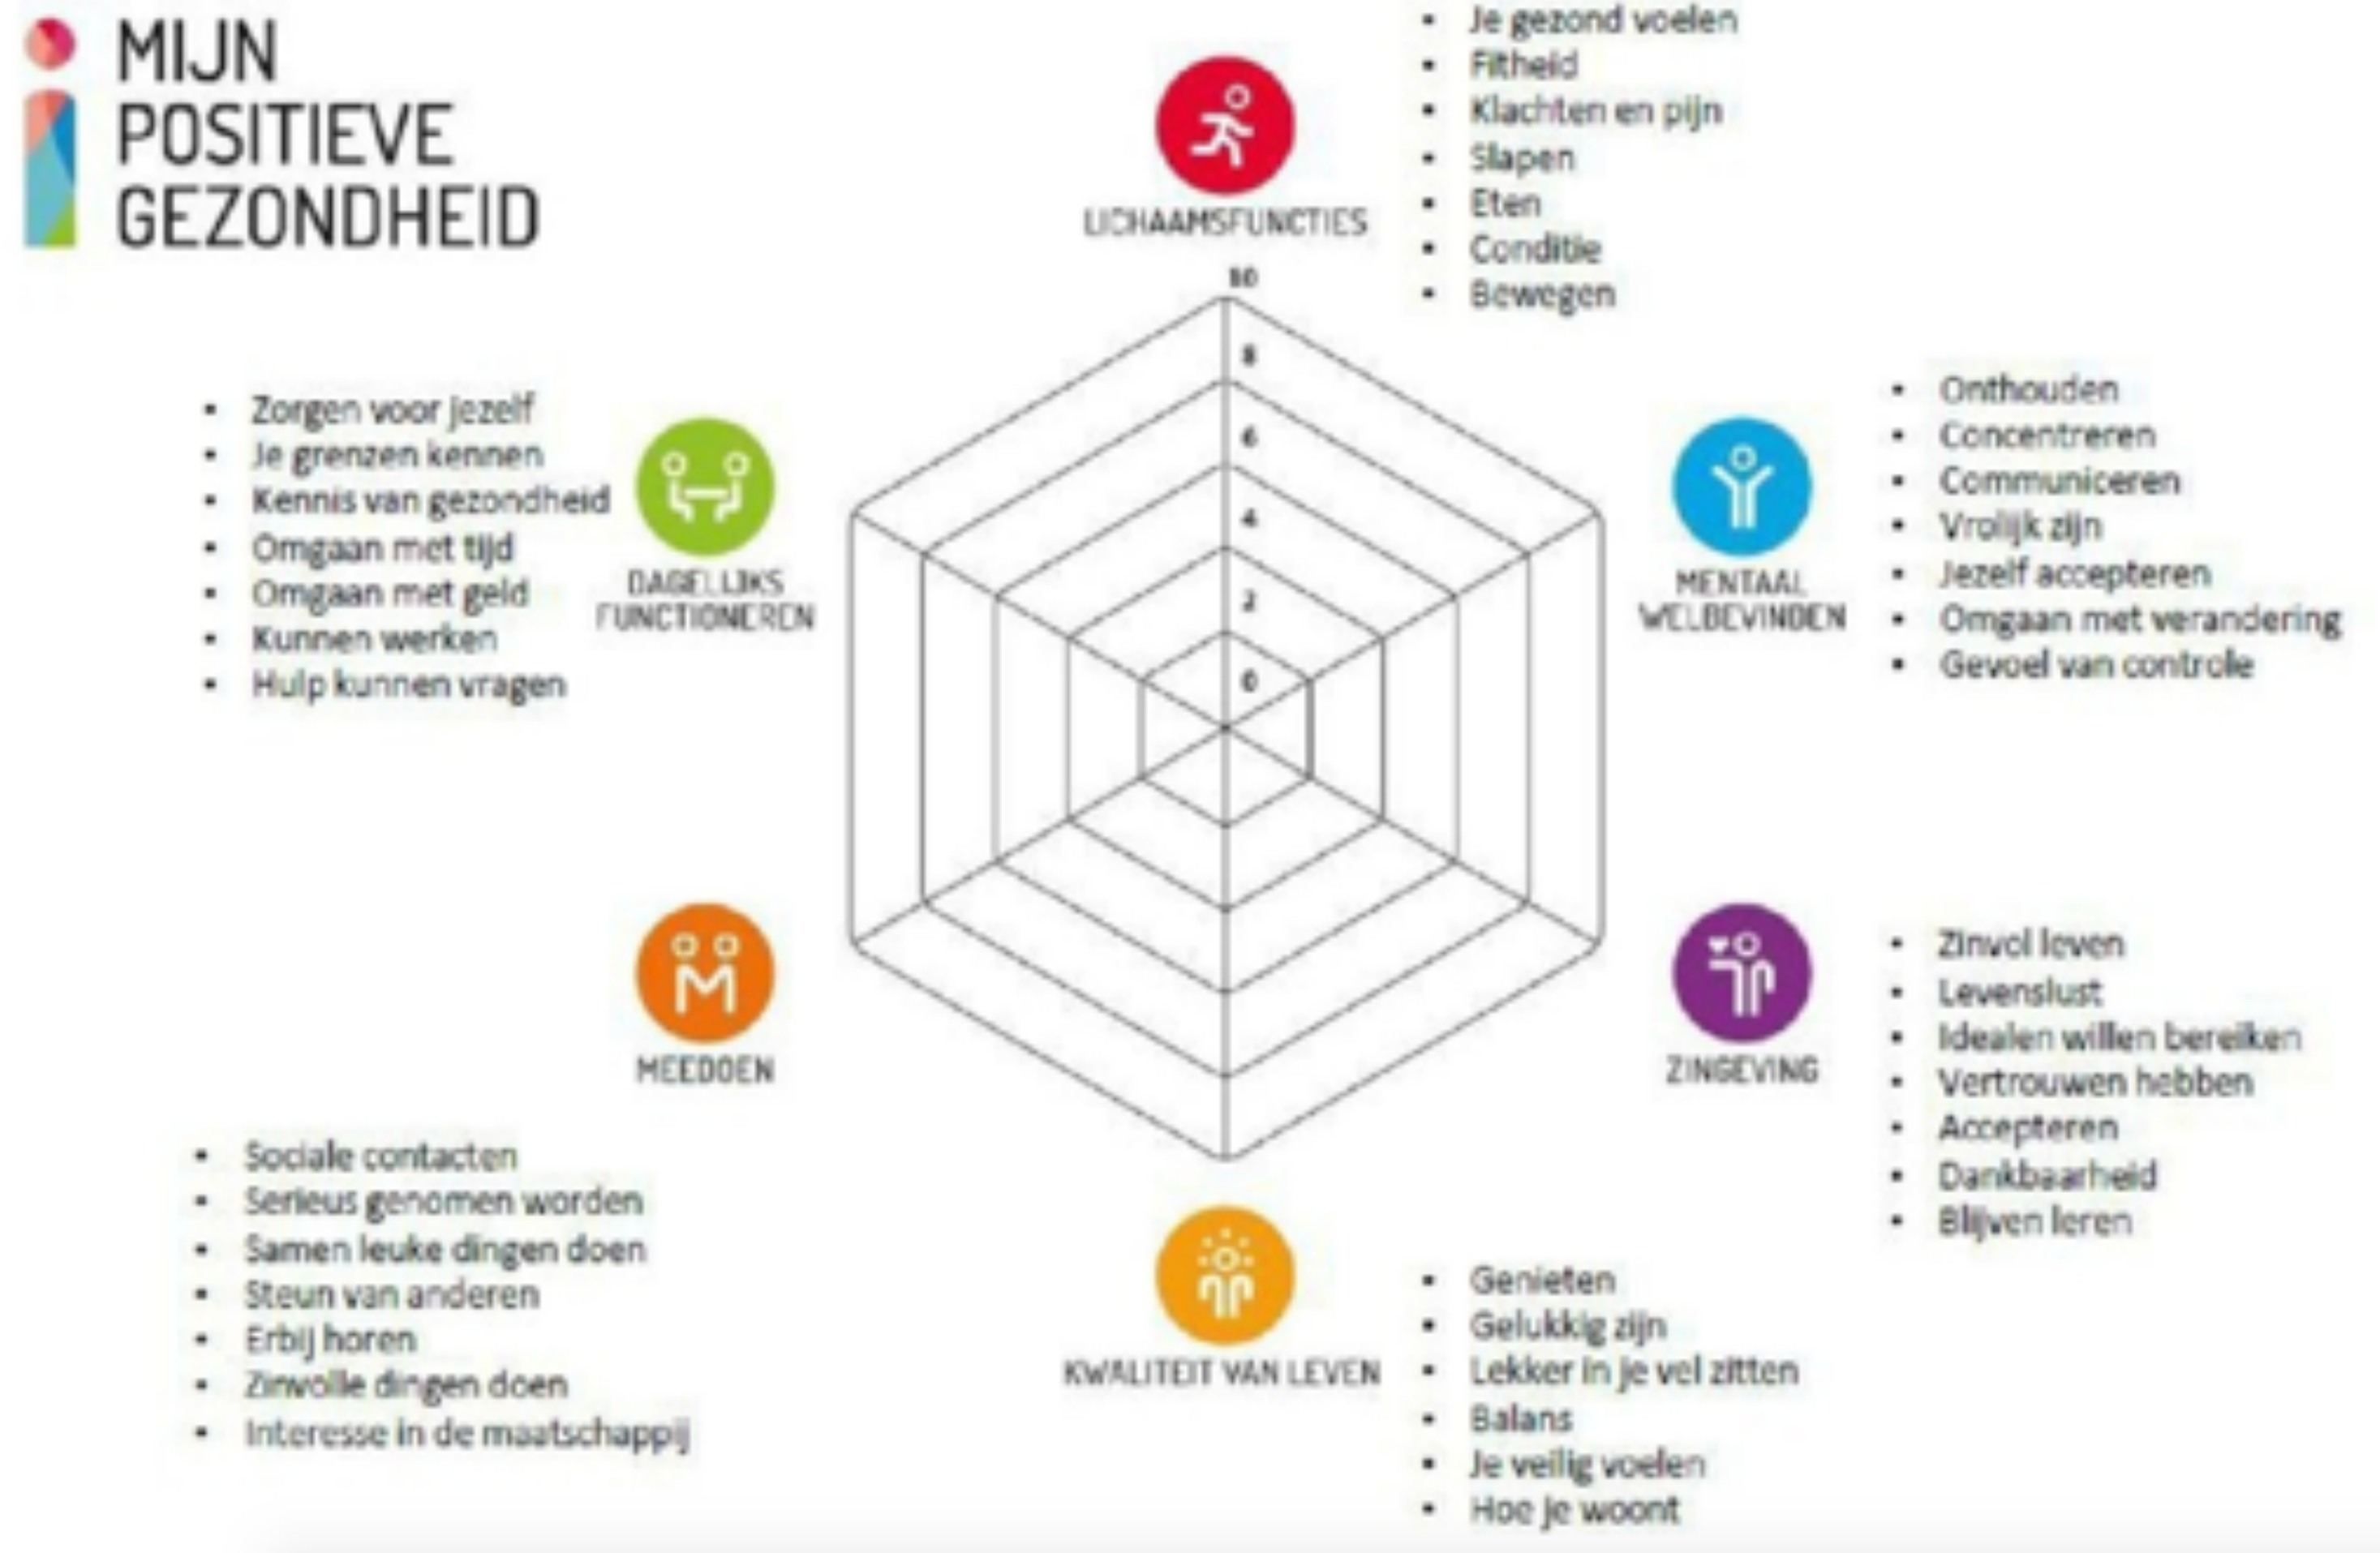 MIJN
POSITIEVE
GEZONDHEID
LICHAAMSFUNCTIES
• Je gezond voelen
• Fitheid
• Klachten en pijn
• Slapen
• Eten
• Conditie
• Bewegen
10
8
6
4
2
0
MENTAAL
WELBEVINDEN
• Onthouden
• Concentreren
• Communiceren
• Vrolijk zijn
• Jezelf accepteren
• Omgaan met verandering
• Gevoel van controle
ZINGEVING
• Zinvol leven
• Levenslust
• Idealen willen bereiken
• Vertrouwen hebben
• Accepteren
• Dankbaarheid
• Blijven leren
KWALITEIT VAN LEVEN
• Genieten
• Gelukkig zijn
• Lekker in je vel zitten
• Balans
• Je veilig voelen
• Hoe je woont
MEEDOEN
• Sociale contacten
• Serieus genomen worden
• Samen leuke dingen doen
• Steun van anderen
• Erbij horen
• Zinvolle dingen doen
• Interesse in de maatschappij
DAGELIJKS
FUNCTIONEREN
• Zorgen voor jezelf
• Je grenzen kennen
• Kennis van gezondheid
• Omgaan met tijd
• Omgaan met geld
• Kunnen werken
• Hulp kunnen vragen